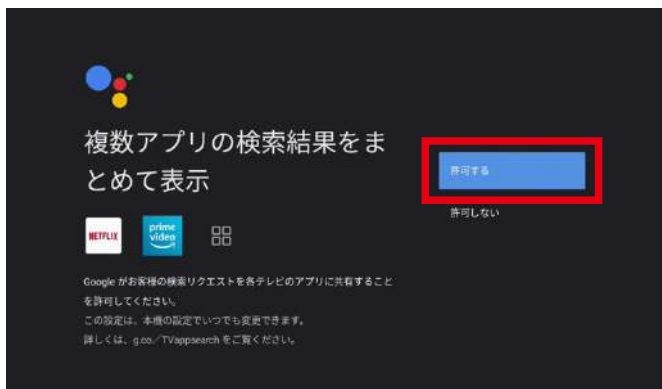 複数アプリの検索結果をま
とめて表示
NETFLIX
prime
video
Google がお客様の検索リクエストを各テレビのアプリに共有すること
を許可してください。
この設定は、本機の設定でいつでも変更できます。
詳しくは、g.co/TVappsearch をご覧ください。
許可する
許可しない